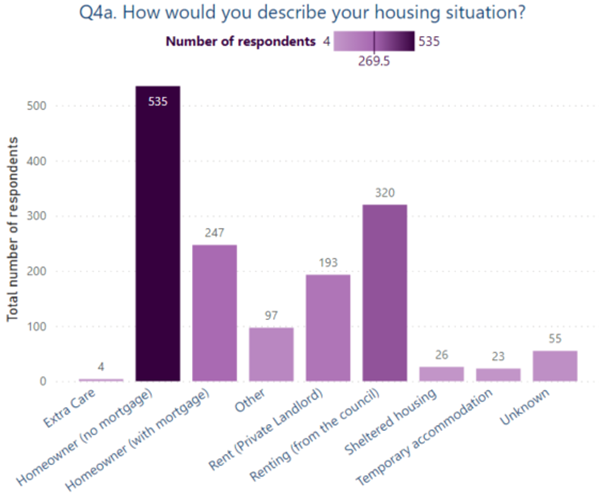 Q4a. How would you describe your housing situation?
Number of respondents 4 535
269.5
Total number of respondents
500
400
300
200
100
0
4
535
247
97
193
320
26
23
55
Extra Care
Homeowner (no mortgage)
Homeowner (with mortgage)
Other
Rent (Private Landlord)
Renting (from the council)
Sheltered housing
Temporary accommodation
Unknown